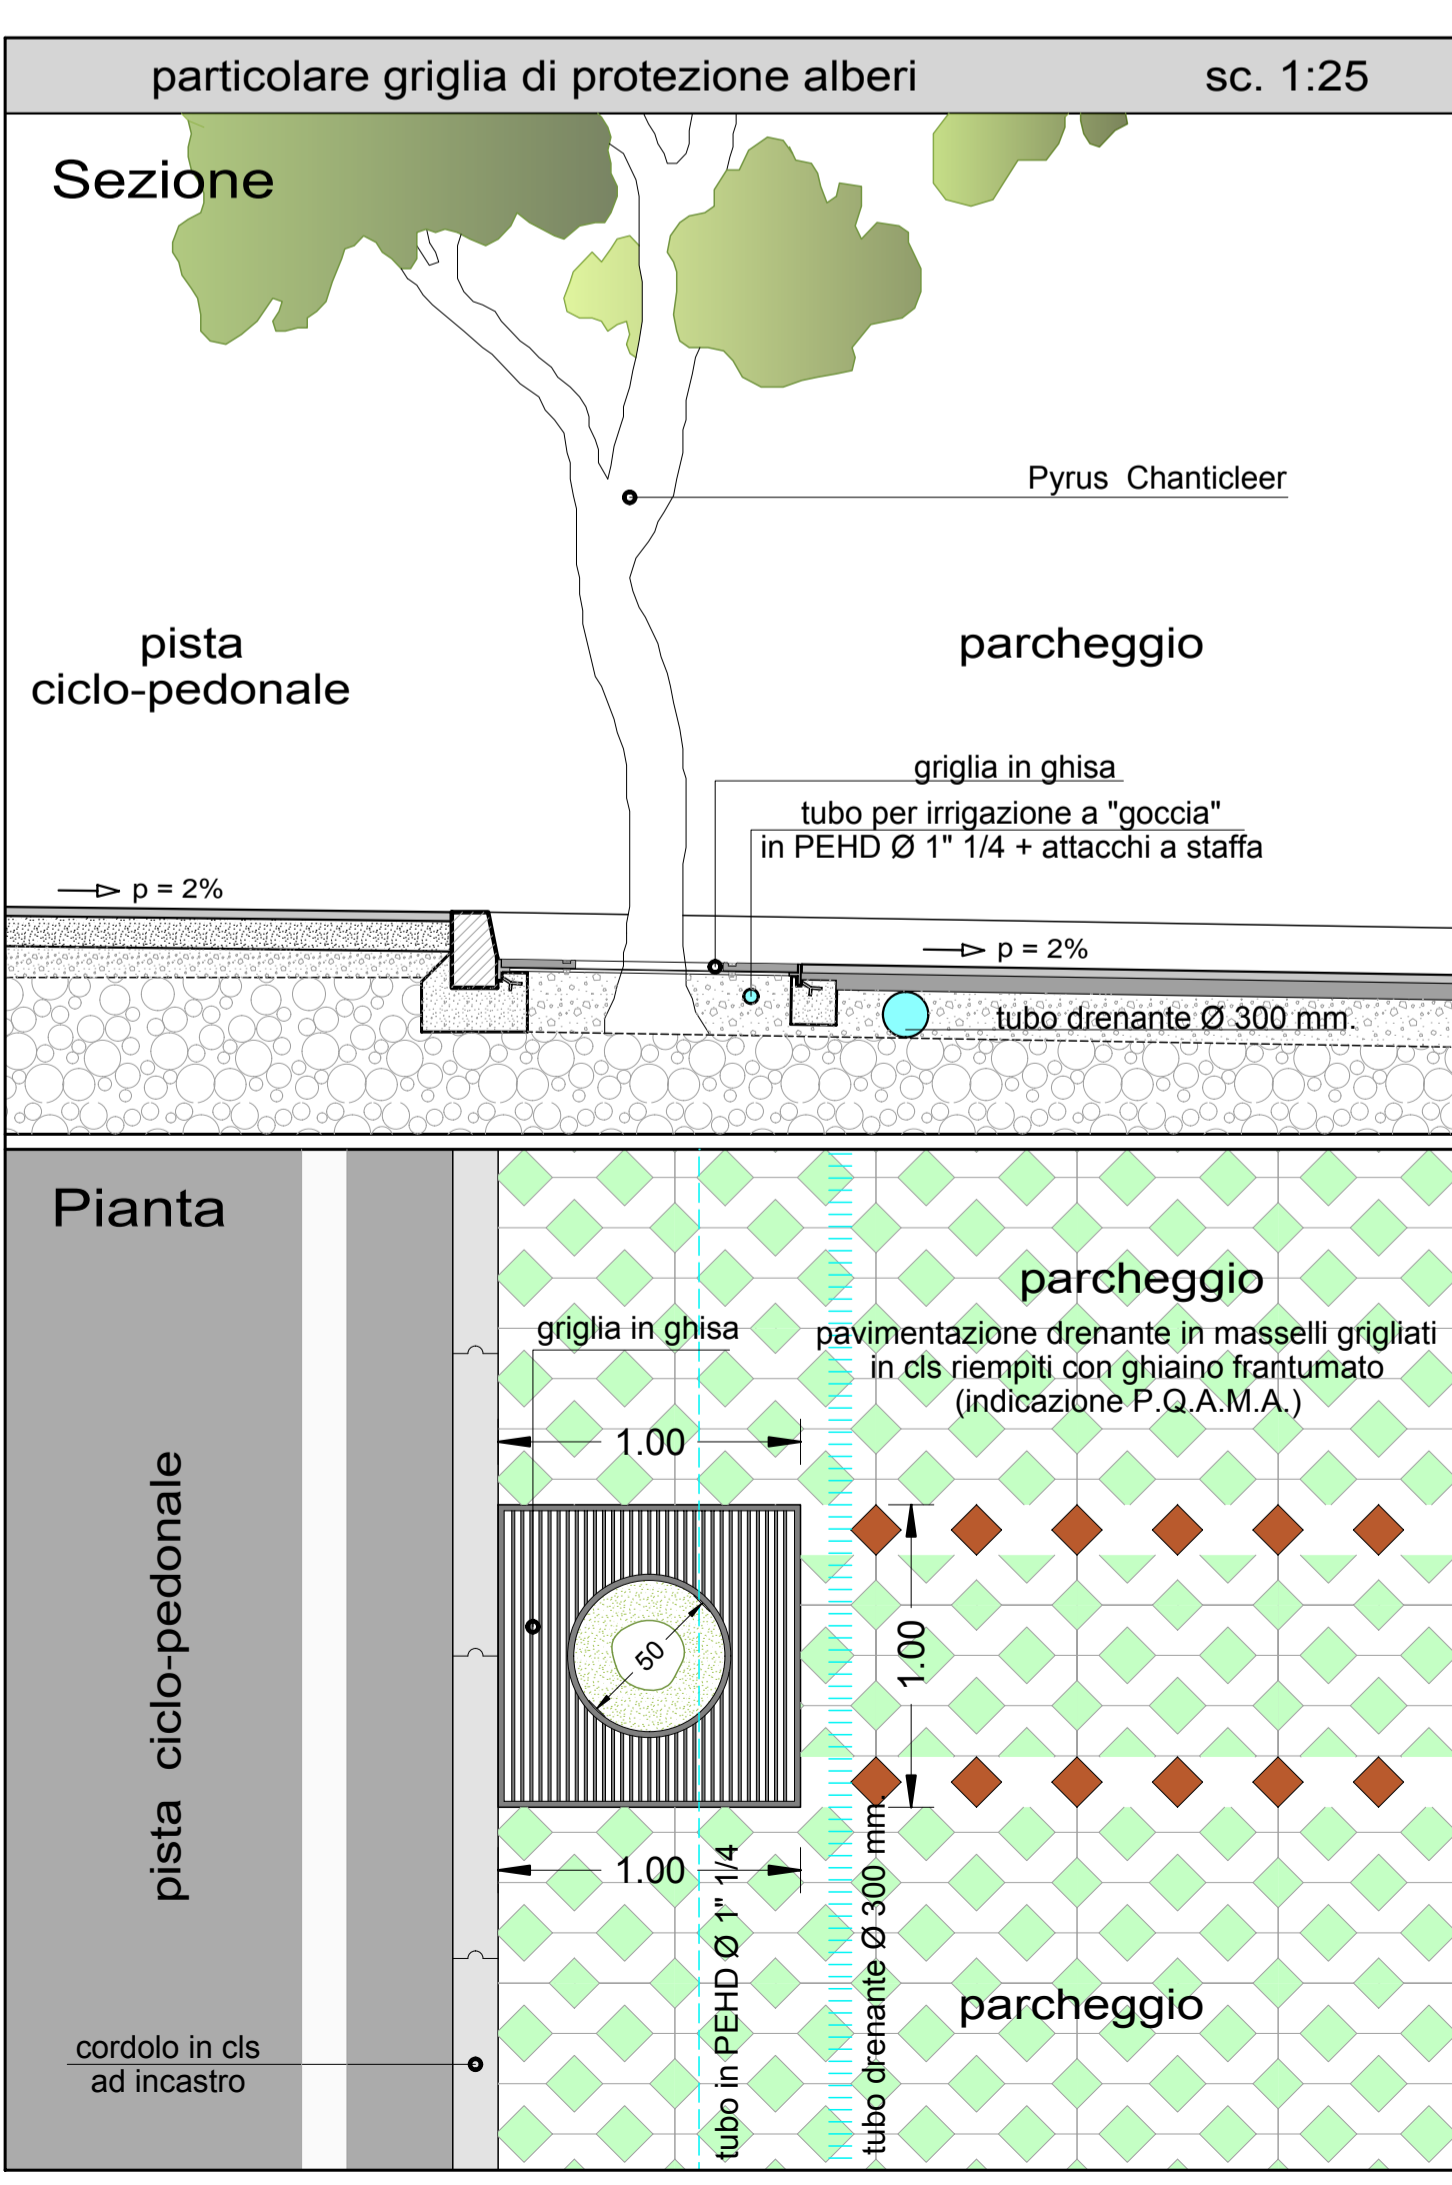 particolare griglia di protezione alberi sc. 1:25
Sezione
Pyrus Chanticleer
pista
ciclo-pedonale
parcheggio
griglia in ghisa
tubo per irrigazione a "goccia"
in PEHD Ø 1" 1/4 + attacchi a staffa
p = 2%
p = 2%
tubo drenante Ø 300 mm.
Pianta
parcheggio
griglia in ghisa
pavimentazione drenante in masselli grigliati
in cls riempiti con ghiaino frantumato
(indicazione P.Q.A.M.A.)
1.00
pista ciclo-pedonale
50
1.00
1.00
tubo in PEHD Ø 1" 1/4
tubo drenante Ø 300 mm.
parcheggio
cordolo in cls
ad incastro